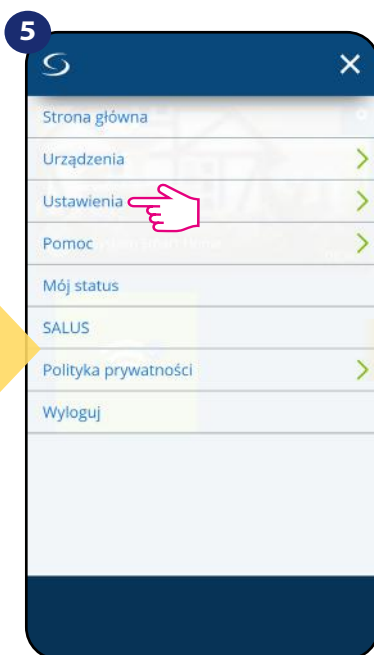 5
Strona główna
Urządzenia
Ustawienia
Pomoc
Mój status
SALUS
Polityka prywatności
Wyloguj